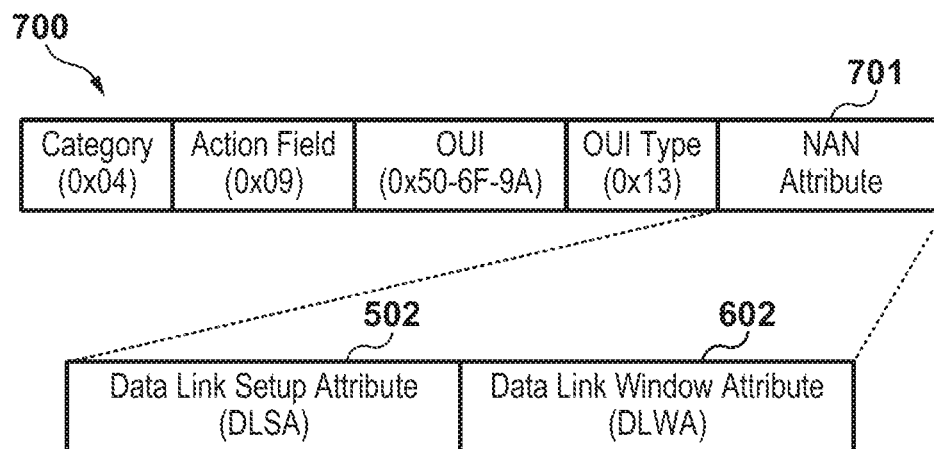 700
701
Category Action Field OUI OUI Type NAN
(0x04) (0x09) (0x50-6F-9A) (0x13) Attribute
502 602
Data Link Setup Attribute Data Link Window Attribute
(DLSA) (DLWA)